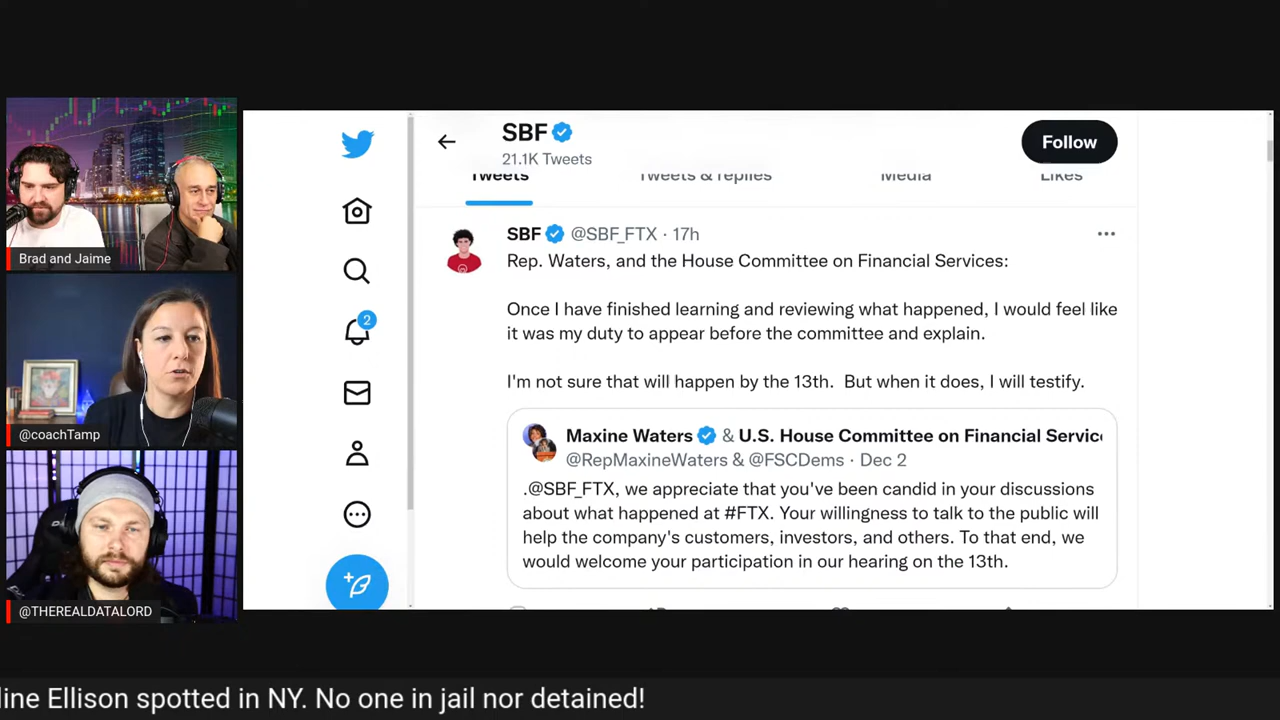 Brad and Jaime
@coachTamp
@THEREALDATALORD
2
SBF
21.1K Tweets
Follow
Tweets
Tweets & replies
Media
Likes
SBF @SBF_FTX · 17h
Rep. Waters, and the House Committee on Financial Services:
Once I have finished learning and reviewing what happened, I would feel like
it was my duty to appear before the committee and explain.
I'm not sure that will happen by the 13th.  But when it does, I will testify.
Maxine Waters & U.S. House Committee on Financial Servic
@RepMaxineWaters & @FSCDems · Dec 2
.@SBF_FTX, we appreciate that you've been candid in your discussions
about what happened at #FTX. Your willingness to talk to the public will
help the company's customers, investors, and others. To that end, we
would welcome your participation in our hearing on the 13th.
line Ellison spotted in NY. No one in jail nor detained!